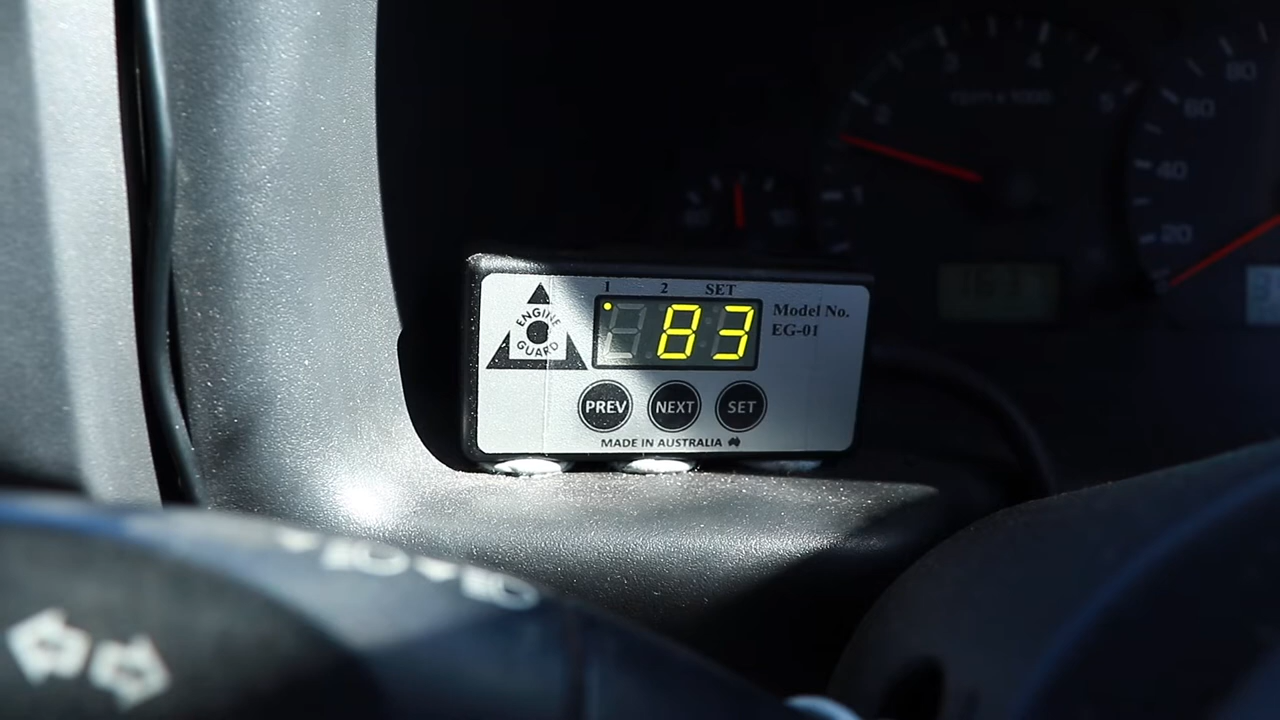 1 2 SET
ENGINE
GUARD
83
Model No.
EG-01
PREV NEXT SET
MADE IN AUSTRALIA
1 2 3 4 5
20 40 60 80